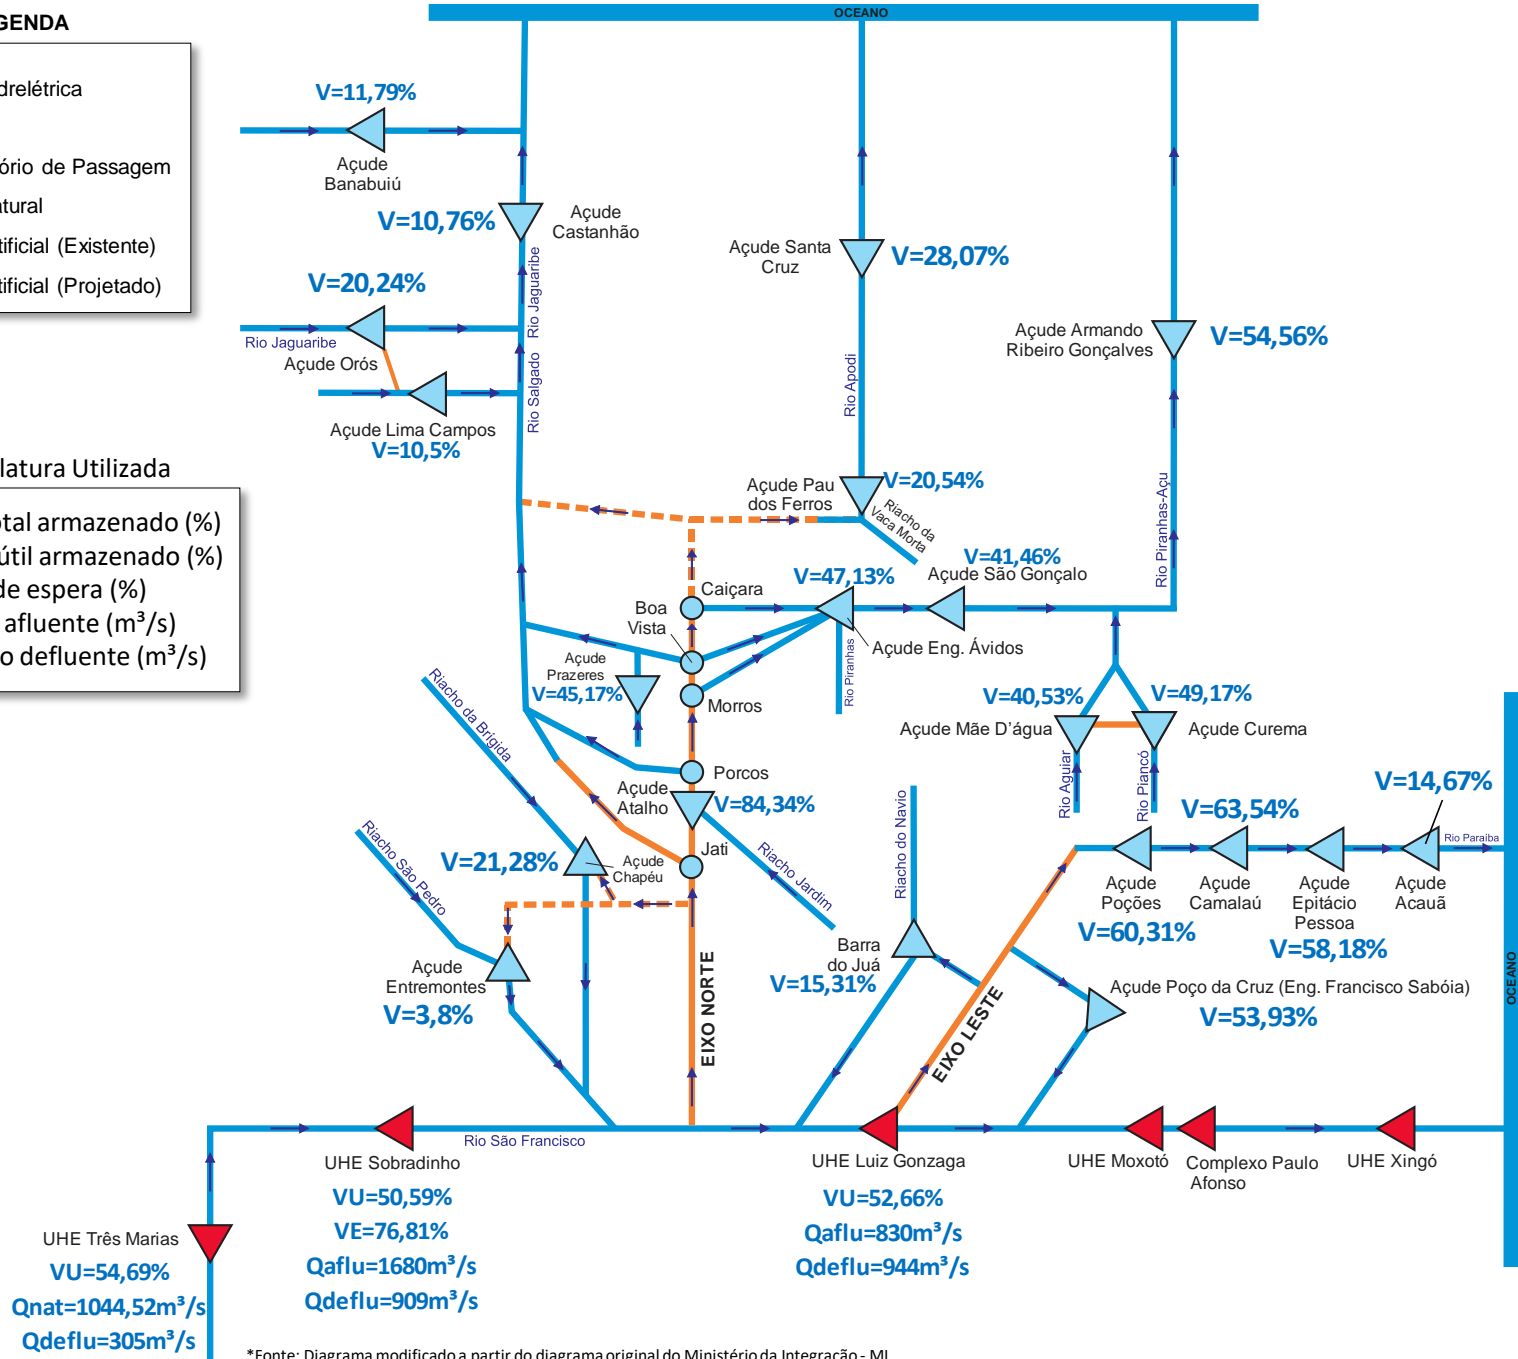 GENDA
drelétrica
ório de Passagem
atural
tificial (Existente)
tificial (Projetado)
latura Utilizada
otal armazenado (%)
útil armazenado (%)
de espera (%)
afluente (m³/s)
o defluente (m³/s)
OCEANO
V=11,79%
Açude
Banabuiú
V=10,76%
Açude
Castanhão
Rio Jaguaribe
V=20,24%
Rio Jaguaribe
Açude Orós
Rio Salgado
Açude Lima Campos
V=10,5%
Açude Santa
Cruz
V=28,07%
Rio Apodi
Açude Armando
Ribeiro Gonçalves
V=54,56%
Rio Piranhas-Açu
Açude Pau
dos Ferros
V=20,54%
Riacho da
Vaca Morta
V=41,46%
Açude São Gonçalo
V=47,13%
Açude Eng. Ávidos
Rio Piranhas
Caiçara
Boa
Vista
Morros
Açude
Prazeres
V=45,17%
Porcos
Açude
Atalho
V=84,34%
Jati
Riacho Jardim
Riacho da Brígida
V=21,28%
Açude
Chapéu
Riacho São Pedro
Açude
Entremontes
V=3,8%
EIXO NORTE
V=40,53%
Açude Mãe D'água
V=49,17%
Açude Curema
Rio Aguiar
Rio Piancó
V=14,67%
V=63,54%
Rio Paraíba
Açude
Poções
V=60,31%
Açude
Camalaú
Açude
Epitácio
Pessoa
V=58,18%
Açude
Acauã
Riacho do Navio
Barra
do Juá
V=15,31%
EIXO LESTE
Açude Poço da Cruz (Eng. Francisco Sabóia)
V=53,93%
OCEANO
Rio São Francisco
UHE Sobradinho
VU=50,59%
VE=76,81%
Qaflu=1680m³/s
Qdeflu=909m³/s
UHE Luiz Gonzaga
VU=52,66%
Qaflu=830m³/s
Qdeflu=944m³/s
UHE Moxotó
Complexo Paulo
Afonso
UHE Xingó
UHE Três Marias
VU=54,69%
Qnat=1044,52m³/s
Qdeflu=305m³/s
*Fonte: Diagrama modificado a partir do diagrama original do Ministério da Integração - MI